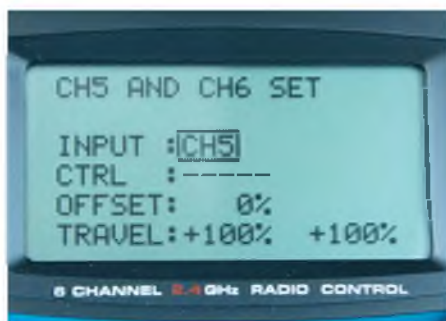 CH5 AND CH6 SET
INPUT :CH5
CTRL :-----
OFFSET: 0%
TRAVEL:+100% +100%
6 CHANNEL 2.4GHz RADIO CONTROL